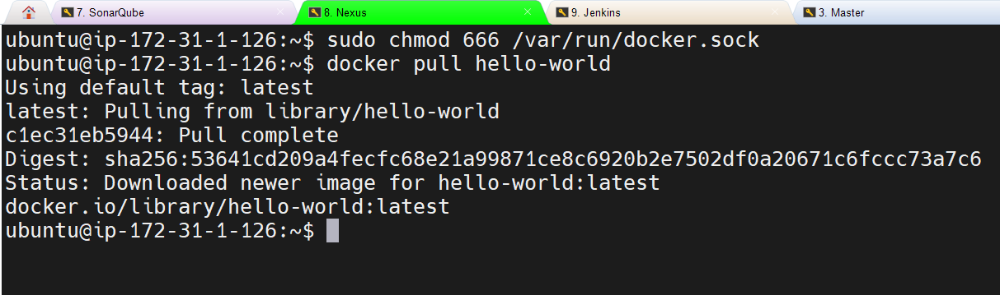 7. SonarQube
8. Nexus
9. Jenkins
3. Master
ubuntu@ip-172-31-1-126:~$ sudo chmod 666 /var/run/docker.sock
ubuntu@ip-172-31-1-126:~$ docker pull hello-world
Using default tag: latest
latest: Pulling from library/hello-world
c1ec31eb5944: Pull complete
Digest: sha256:53641cd209a4fecfc68e21a99871ce8c6920b2e7502df0a20671c6fccc73a7c6
Status: Downloaded newer image for hello-world:latest
docker.io/library/hello-world:latest
ubuntu@ip-172-31-1-126:~$